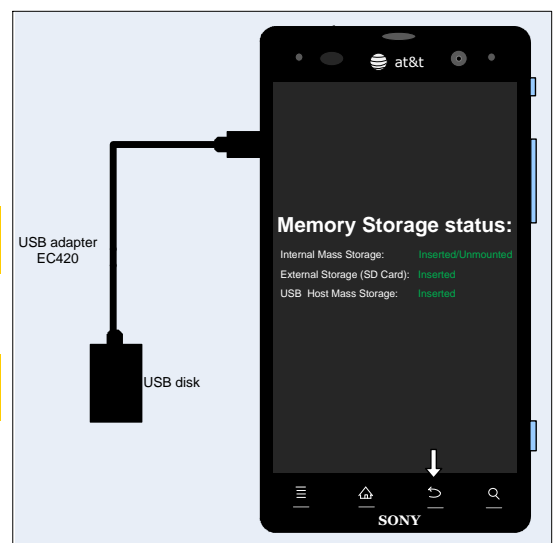 at&t
Memory Storage status:
Internal Mass Storage: Inserted/Unmounted
External Storage (SD Card): Inserted
USB Host Mass Storage: Inserted
USB adapter
EC420
USB disk
SONY